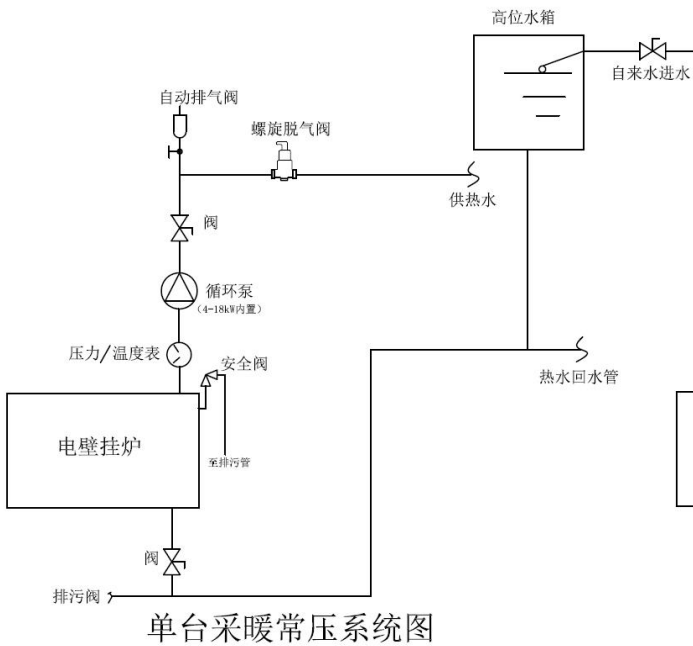 高位水箱
自来水进水
自动排气阀
螺旋脱气阀
供热水
阀
循环泵
(4-18kW内置)
压力/温度表
安全阀
热水回水管
电壁挂炉
至排污管
阀
排污阀
单台采暖常压系统图